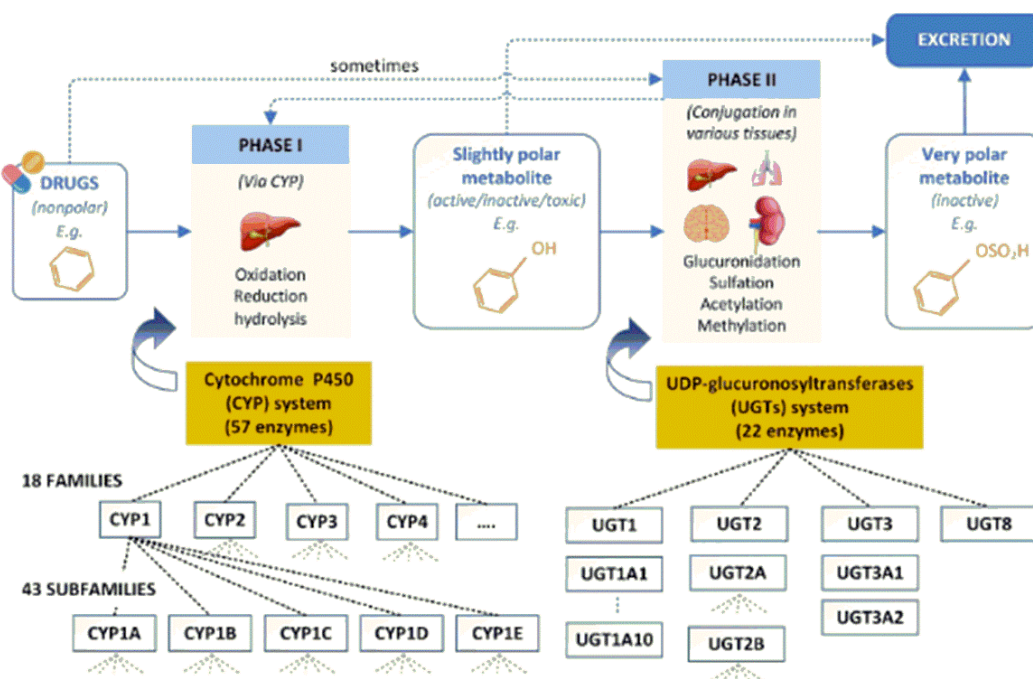 EXCRETION
sometimes
PHASE II
(Conjugation in
various tissues)
PHASE I
(Via CYP)
Slightly polar
metabolite
(active/inactive/toxic)
E.g.
OH
Very polar
metabolite
(inactive)
E.g.
OSO₂H
DRUGS
(nonpolar)
E.g.
Oxidation
Reduction
hydrolysis
Glucuronidation
Sulfation
Acetylation
Methylation
Cytochrome P450
(CYP) system
(57 enzymes)
UDP-glucuronosyltransferases
(UGTs) system
(22 enzymes)
18 FAMILIES
CYP1
CYP2
CYP3
CYP4
....
UGT1
UGT2
UGT3
UGT8
UGT1A1
UGT2A
UGT3A1
43 SUBFAMILIES
UGT3A2
CYP1A
CYP1B
CYP1C
CYP1D
CYP1E
UGT1A10
UGT2B